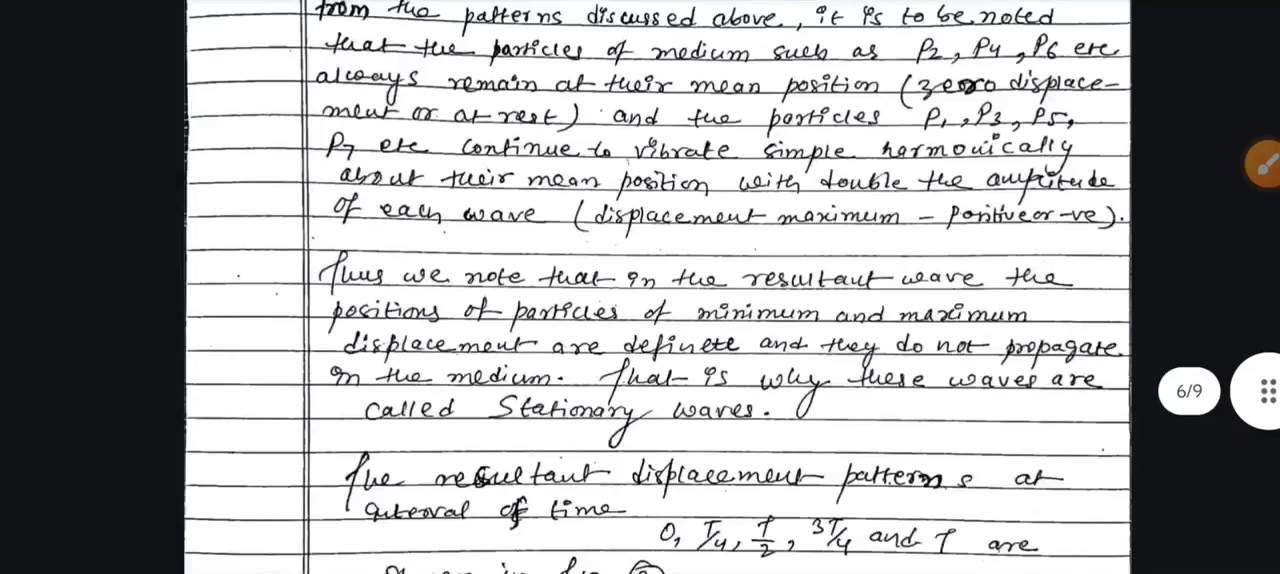 from the patterns discussed above, it is to be noted
that the particles of medium such as P2, P4, P6 etc
always remain at their mean position (zero displace-
ment or at rest) and the particles P1, P3, P5,
P7 etc continue to vibrate simple harmonically
about their mean position with double the amplitude
of each wave (displacement maximum - positive or -ve).
Thus we note that in the resultant wave the
positions of particles of minimum and maximum
displacement are definete and they do not propagate
in the medium. That is why these waves are
called Stationary waves.
The resultant displacement patterns at
interval of time
0, T/4, T/2, 3T/4 and T are
6/9